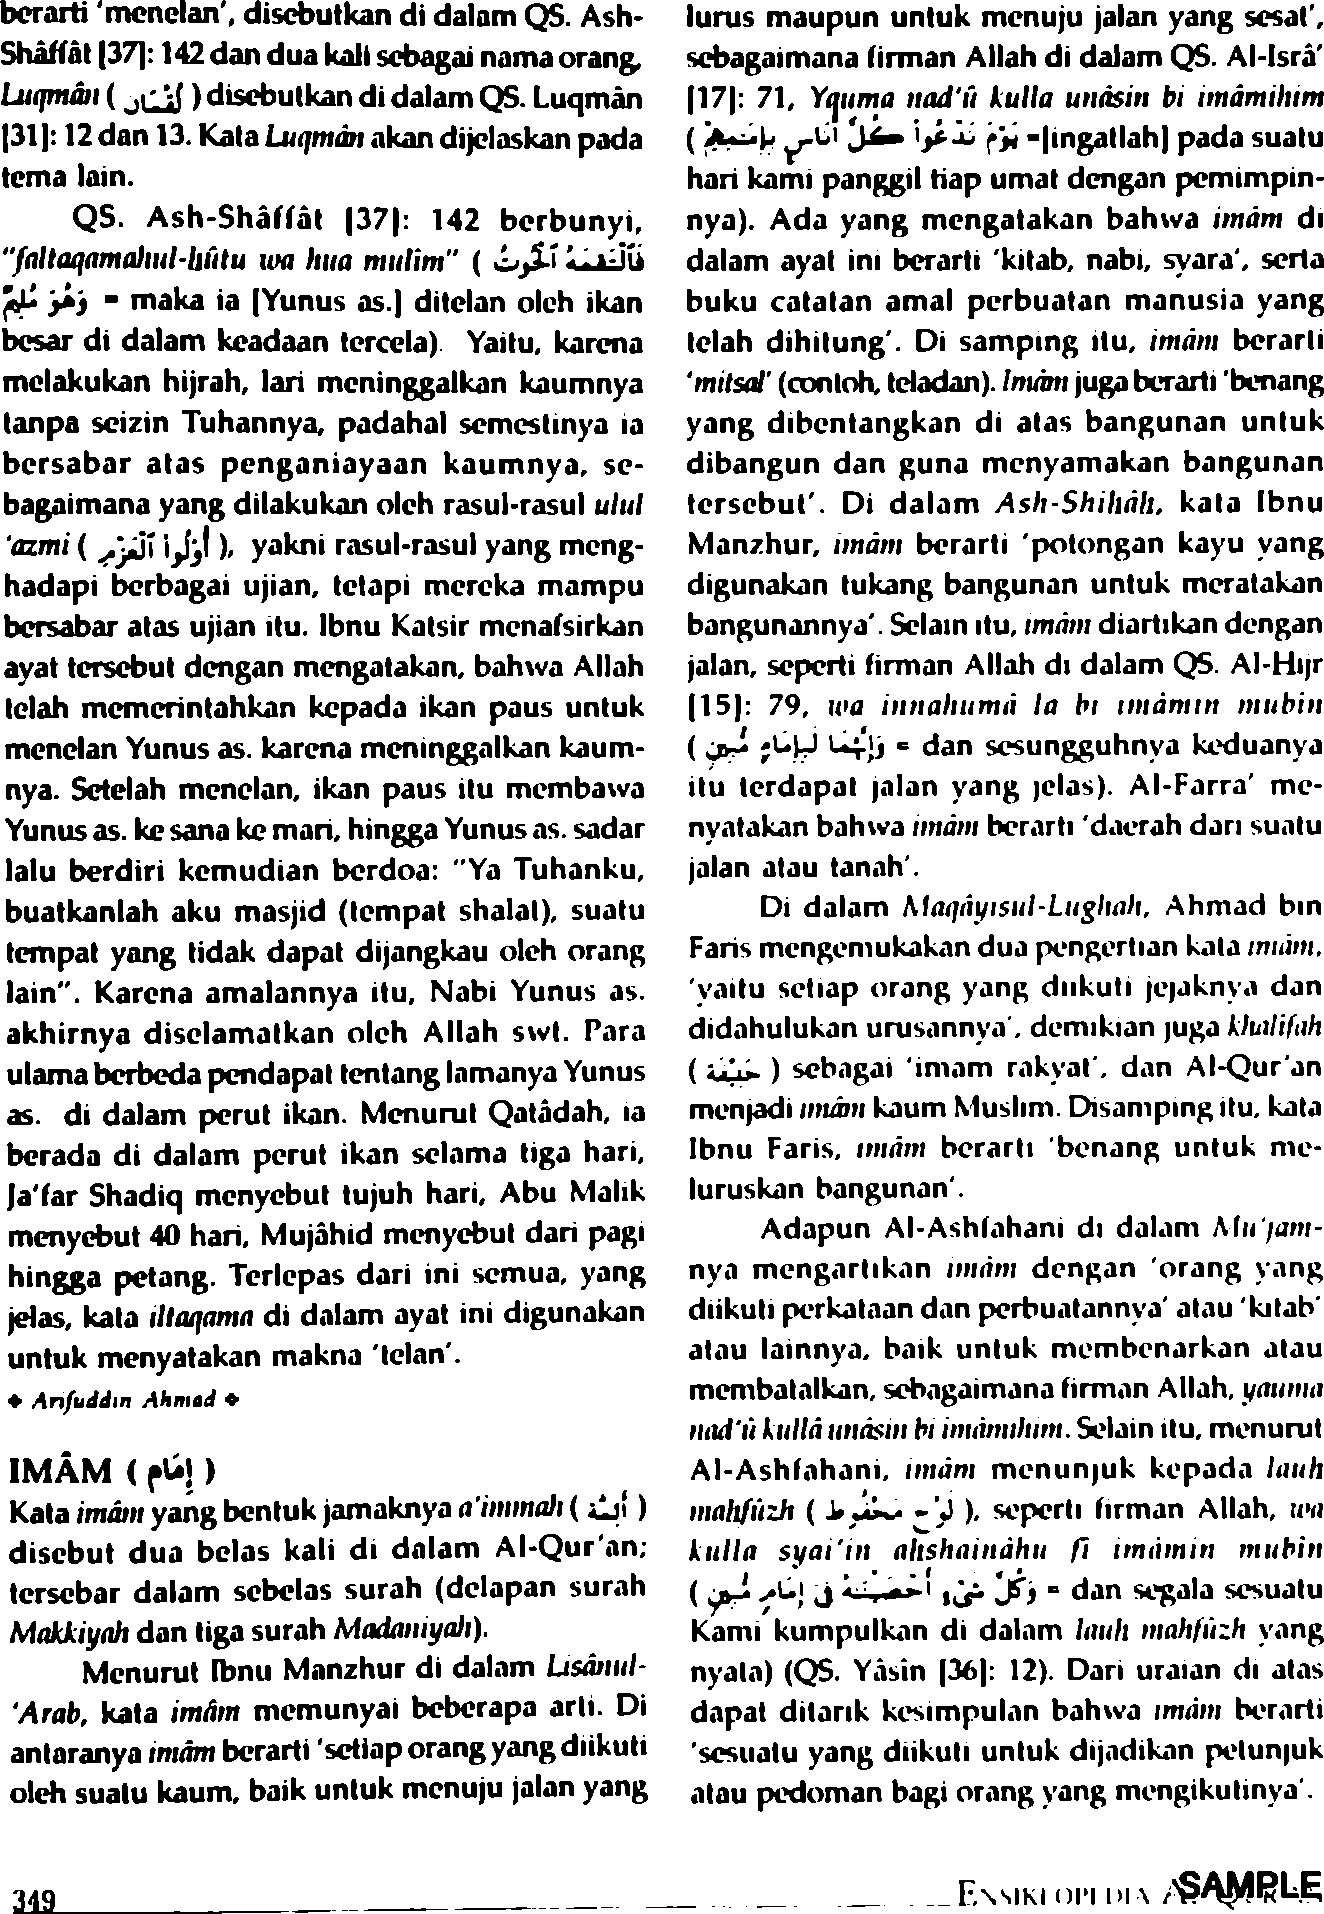 berarti 'menelan', disebutkan di dalam QS. Ash-
Shâffât [37]: 142 dan dua kali sebagai nama orang,
Luqmân ( لُقْمَان ) disebutkan di dalam QS. Luqmân
[31]: 12 dan 13. Kata Luqmân akan dijelaskan pada
tema lain.
QS. Ash-Shâffât [37]: 142 berbunyi,
"faltaqamahul-hûtu wa hua mulîm" ( فَٱلْتَقَمَهُ ٱلْحُوتُ
وَهُوَ مُلِيمٌ = maka ia [Yunus as.] ditelan oleh ikan
besar di dalam keadaan tercela). Yaitu, karena
melakukan hijrah, lari meninggalkan kaumnya
tanpa seizin Tuhannya, padahal semestinya ia
bersabar atas penganiayaan kaumnya, se-
bagaimana yang dilakukan oleh rasul-rasul ulul
'azmi ( أُوْلُوا۟ ٱلْعَزْمِ ), yakni rasul-rasul yang meng-
hadapi berbagai ujian, tetapi mereka mampu
bersabar atas ujian itu. Ibnu Katsir menafsirkan
ayat tersebut dengan mengatakan, bahwa Allah
telah memerintahkan kepada ikan paus untuk
menelan Yunus as. karena meninggalkan kaum-
nya. Setelah menelan, ikan paus itu membawa
Yunus as. ke sana ke mari, hingga Yunus as. sadar
lalu berdiri kemudian berdoa: "Ya Tuhanku,
buatkanlah aku masjid (tempat shalat), suatu
tempat yang tidak dapat dijangkau oleh orang
lain". Karena amalannya itu, Nabi Yunus as.
akhirnya diselamatkan oleh Allah swt. Para
ulama berbeda pendapat tentang lamanya Yunus
as. di dalam perut ikan. Menurut Qatâdah, ia
berada di dalam perut ikan selama tiga hari,
Ja'far Shadiq menyebut tujuh hari, Abu Malik
menyebut 40 hari, Mujâhid menyebut dari pagi
hingga petang. Terlepas dari ini semua, yang
jelas, kata iltaqama di dalam ayat ini digunakan
untuk menyatakan makna 'telan'.
♦ Arifuddin Ahmad ♦
IMÂM ( إِمَام )
Kata imâm yang bentuk jamaknya a'immah ( أَئِمَّة )
disebut dua belas kali di dalam Al-Qur'an;
tersebar dalam sebelas surah (delapan surah
Makkiyah dan tiga surah Madaniyah).
Menurut Ibnu Manzhur di dalam Lisânul-
'Arab, kata imâm memunyai beberapa arti. Di
antaranya imâm berarti 'setiap orang yang diikuti
oleh suatu kaum, baik untuk menuju jalan yang
lurus maupun untuk menuju jalan yang sesat',
sebagaimana firman Allah di dalam QS. Al-Isrâ'
[17]: 71, Yquma nad'û kulla unâsin bi imâmihim
( يَوْمَ نَدْعُوا۟ كُلَّ أُنَاسٍۭ بِإِمَـٰمِهِمْ =[ingatlah] pada suatu
hari kami panggil tiap umat dengan pemimpin-
nya). Ada yang mengatakan bahwa imâm di
dalam ayat ini berarti 'kitab, nabi, syara', serta
buku catatan amal perbuatan manusia yang
telah dihitung'. Di samping itu, imâm berarti
'mitsal' (contoh, teladan). Imâm juga berarti 'benang
yang dibentangkan di atas bangunan untuk
dibangun dan guna menyamakan bangunan
tersebut'. Di dalam Ash-Shihâh, kata Ibnu
Manzhur, imâm berarti 'potongan kayu yang
digunakan tukang bangunan untuk meratakan
bangunannya'. Selain itu, imâm diartikan dengan
jalan, seperti firman Allah di dalam QS. Al-Hijr
[15]: 79, wa innahumâ la bi imâmin mubin
( وَإِنَّهُمَا لَبِإِمَامٍ مُّبِينٍ = dan sesungguhnya keduanya
itu terdapat jalan yang jelas). Al-Farra' me-
nyatakan bahwa imâm berarti 'daerah dari suatu
jalan atau tanah'.
Di dalam Maqâyisul-Lughah, Ahmad bin
Faris mengemukakan dua pengertian kata imâm,
'yaitu setiap orang yang diikuti jejaknya dan
didahulukan urusannya', demikian juga khalifah
( خَلِيْفَة ) sebagai 'imam rakyat', dan Al-Qur'an
menjadi imâm kaum Muslim. Disamping itu, kata
Ibnu Faris, imâm berarti 'benang untuk me-
luruskan bangunan'.
Adapun Al-Ashfahani di dalam Mu'jam-
nya mengartikan imâm dengan 'orang yang
diikuti perkataan dan perbuatannya' atau 'kitab'
atau lainnya, baik untuk membenarkan atau
membatalkan, sebagaimana firman Allah, yauma
nad'û kullâ unâsin bi imâmihim. Selain itu, menurut
Al-Ashfahani, imâm menunjuk kepada lauh
mahfûzh ( لَوْحٍ مَحْفُوظ ), seperti firman Allah, wa
kulla syai'in ahshainâhu fî imâmin mubin
( وَكُلَّ شَىْءٍ أَحْصَيْنَـٰهُ فِىٓ إِمَامٍ مُّبِينٍ = dan segala sesuatu
Kami kumpulkan di dalam lauh mahfûzh yang
nyata) (QS. Yâsin [36]: 12). Dari uraian di atas
dapat ditarik kesimpulan bahwa imâm berarti
'sesuatu yang diikuti untuk dijadikan petunjuk
atau pedoman bagi orang yang mengikutinya'.
349
ENSIKLOPEDIA
SAMPLE